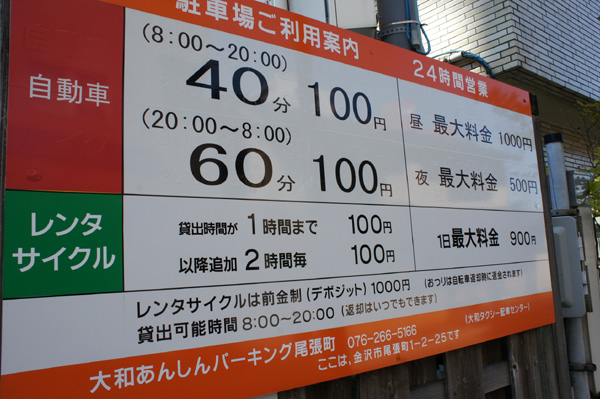 駐車場ご利用案内
24時間営業
自動車
(8:00〜20:00)
40分 100円
昼 最大料金 1000円
(20:00〜8:00)
60分 100円
夜 最大料金 500円
レンタ
サイクル
貸出時間が 1時間まで 100円
以降追加 2時間毎 100円
1日最大料金 900円
レンタサイクルは前金制(デポジット)1000円 (おつりは自転車返却時に返金されます)
貸出可能時間 8:00〜20:00(返却はいつでもできます)
大和あんしんパーキング尾張町 076-266-5166 (大和タクシー配車センター)
ここは、金沢市尾張町1-2-25です